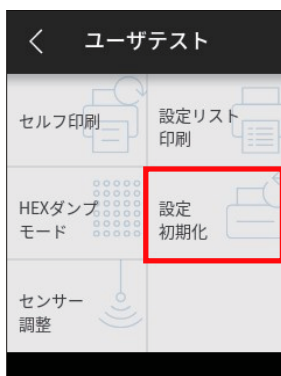 ユーザテスト
セルフ印刷
設定リスト
印刷
HEXダンプ
モード
設定
初期化
センサー
調整